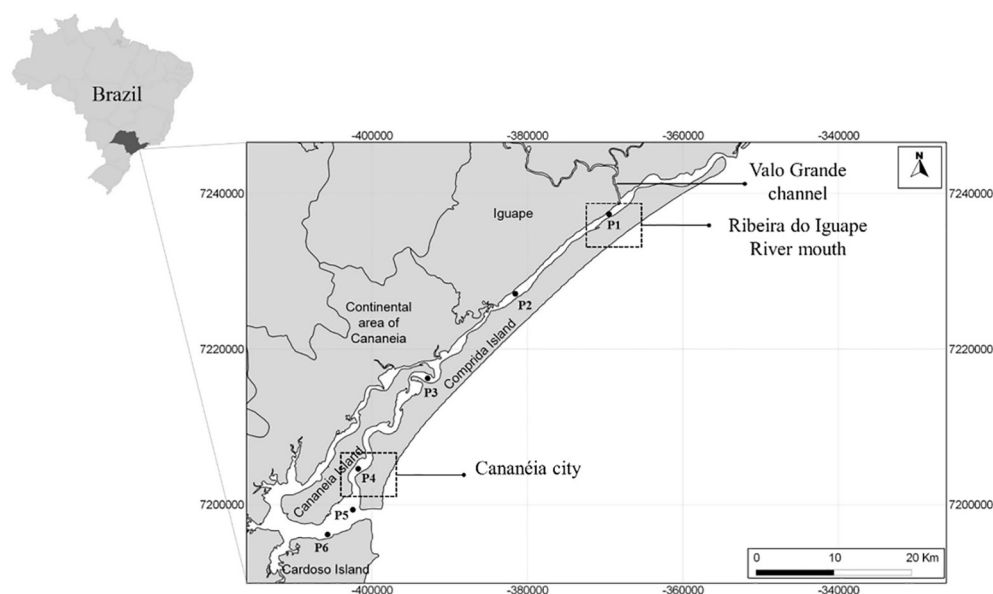 Brazil
-400000
-380000
-360000
-340000
N
7240000
7240000
Valo Grande
channel
Iguape
P1
Ribeira do Iguape
River mouth
P2
Continental
area of
Cananeia
7220000
7220000
Comprida Island
P3
Cananeia Island
P4
Cananéia city
7200000
7200000
P5
P6
Cardoso Island
0
10
20 Km
-400000
-380000
-360000
-340000